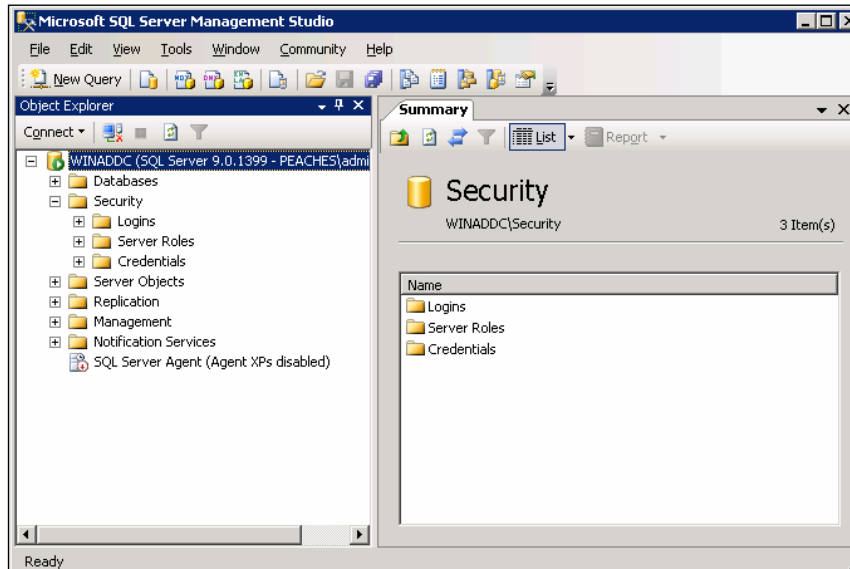 Microsoft SQL Server Management Studio
File Edit View Tools Window Community Help
New Query
Object Explorer
Connect
WINADDC (SQL Server 9.0.1399 - PEACHES\admi
Databases
Security
Logins
Server Roles
Credentials
Server Objects
Replication
Management
Notification Services
SQL Server Agent (Agent XPs disabled)
Summary
List Report
Security
WINADDC\Security 3 Item(s)
Name
Logins
Server Roles
Credentials
Ready